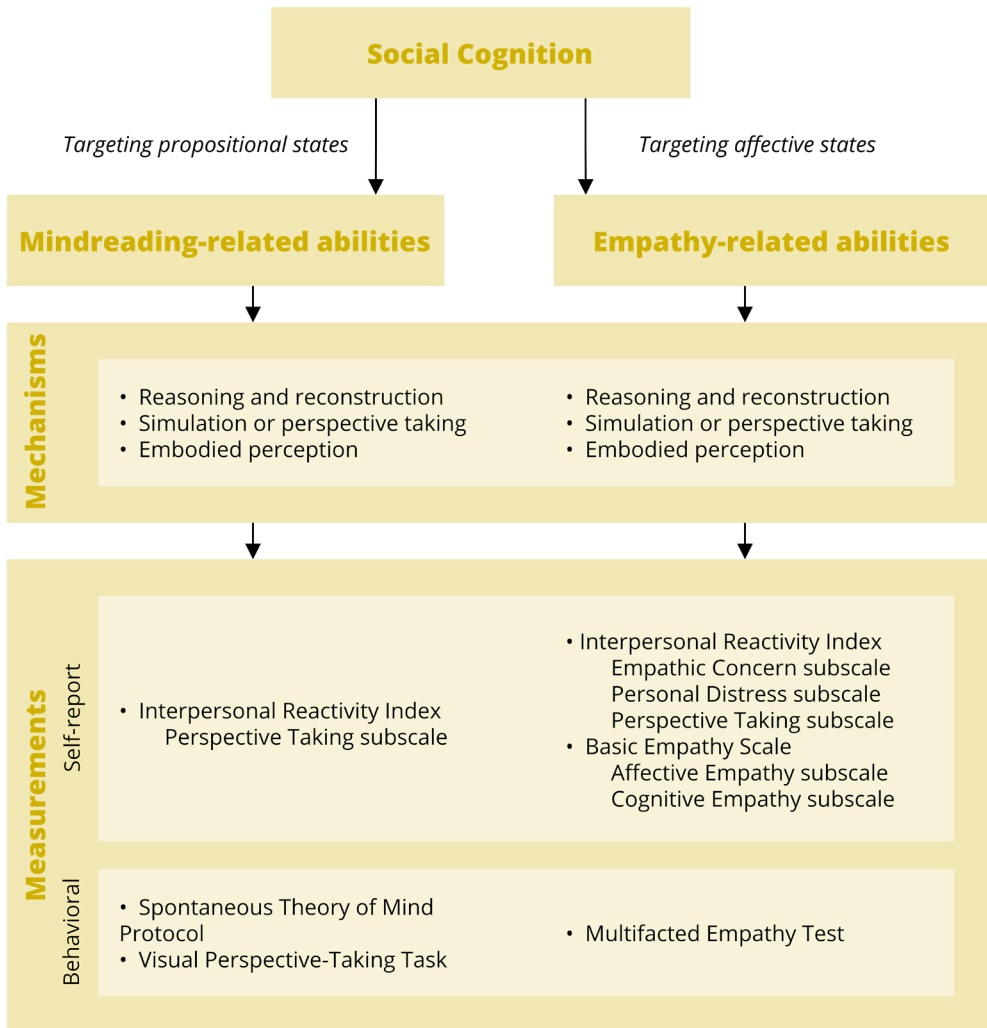 Social Cognition
Targeting propositional states
Targeting affective states
Mindreading-related abilities
Empathy-related abilities
Mechanisms
• Reasoning and reconstruction
• Simulation or perspective taking
• Embodied perception
• Reasoning and reconstruction
• Simulation or perspective taking
• Embodied perception
Measurements
Self-report
• Interpersonal Reactivity Index
Perspective Taking subscale
• Interpersonal Reactivity Index
Empathic Concern subscale
Personal Distress subscale
Perspective Taking subscale
• Basic Empathy Scale
Affective Empathy subscale
Cognitive Empathy subscale
Behavioral
• Spontaneous Theory of Mind
Protocol
• Visual Perspective-Taking Task
• Multifacted Empathy Test